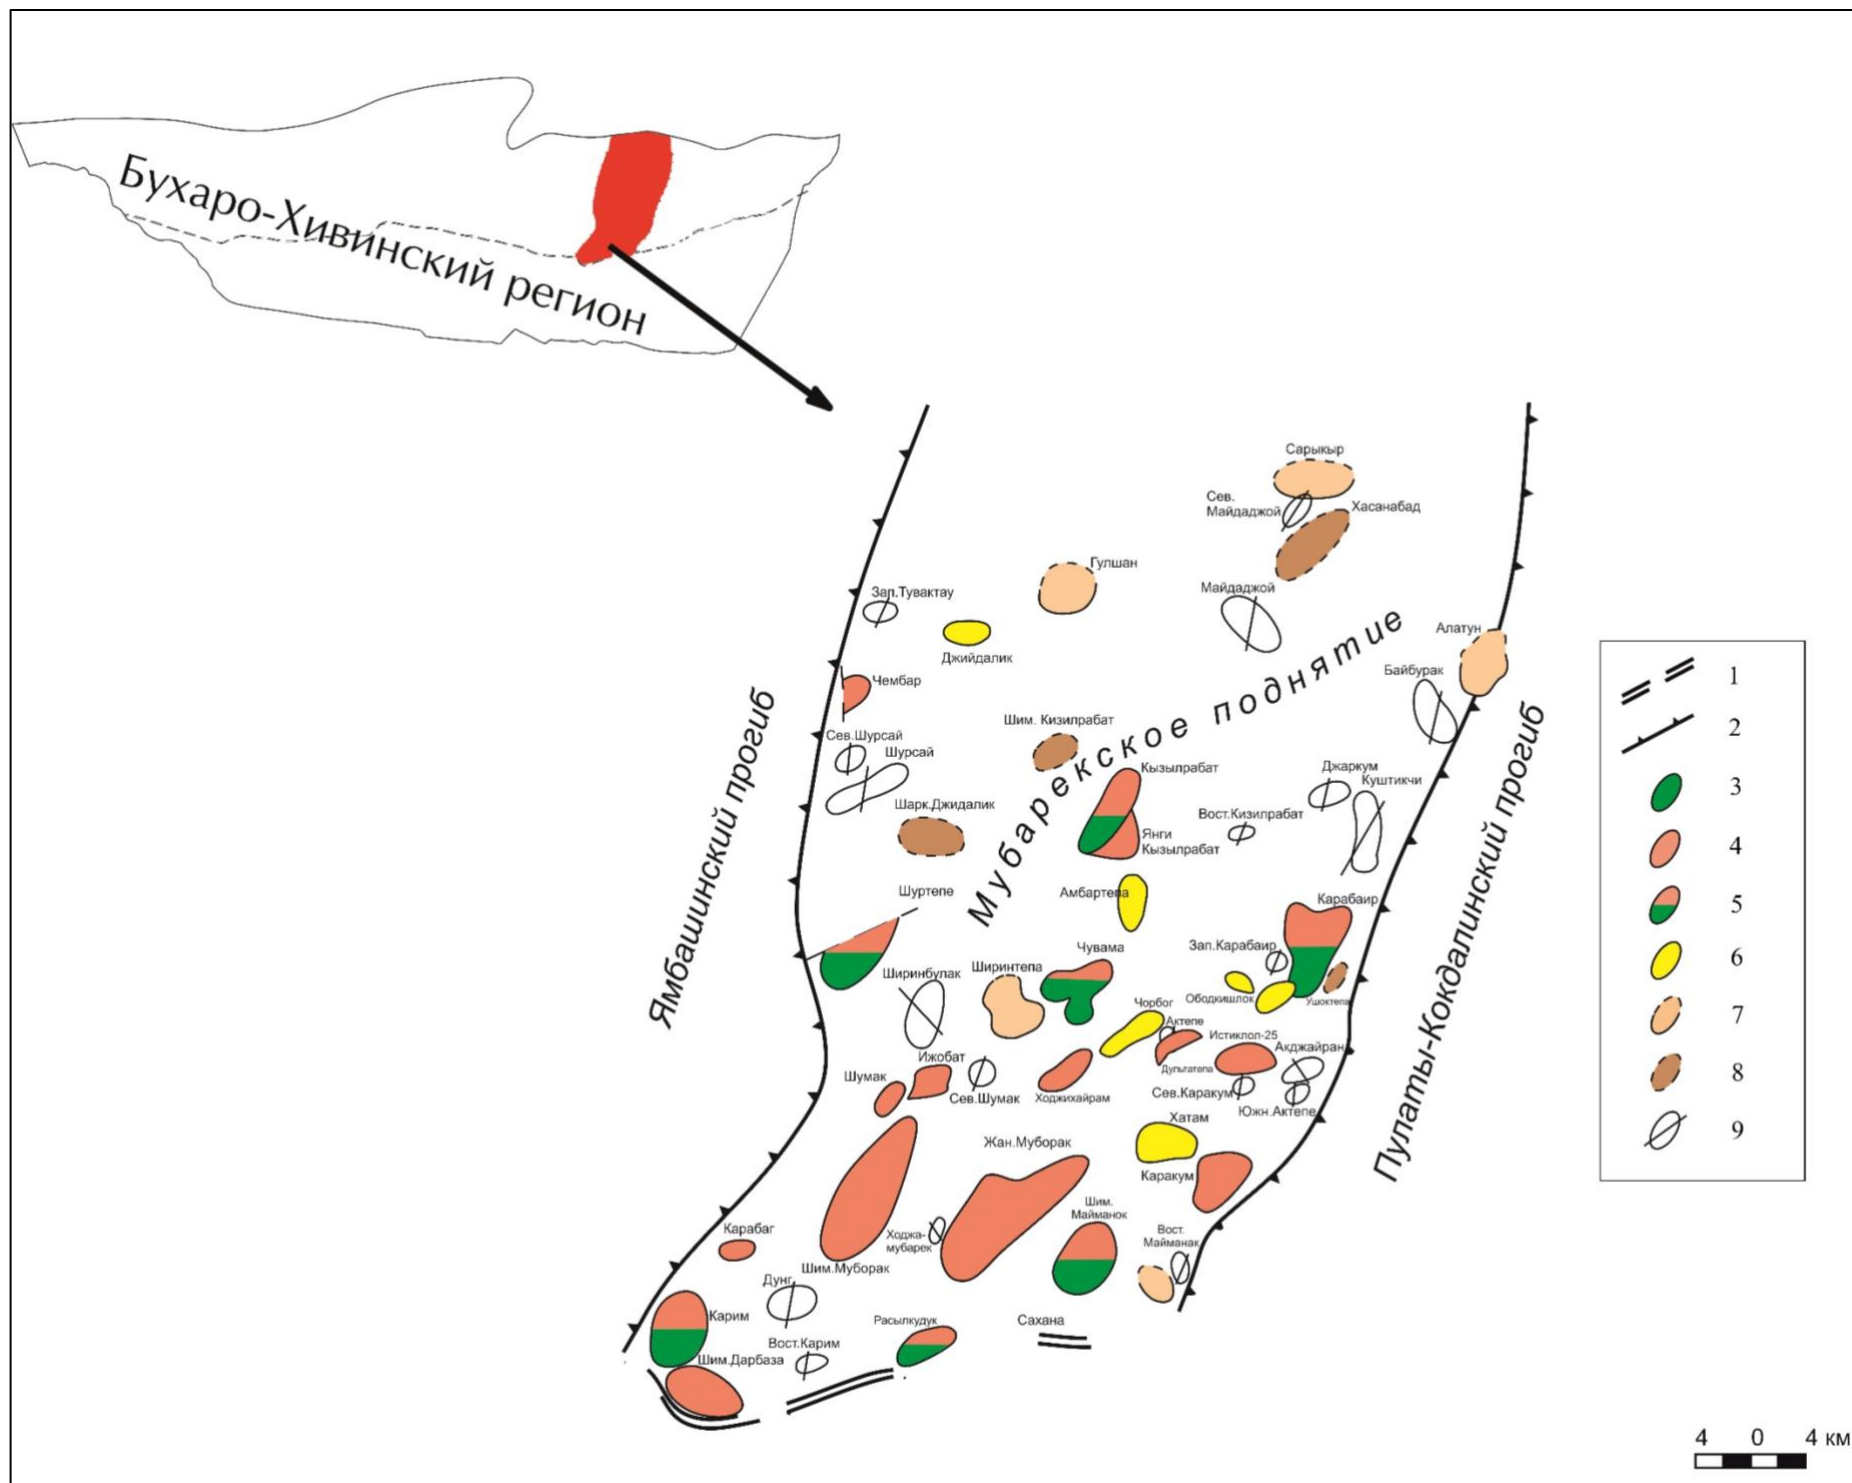 Бухаро-Хивинский регион
Сарыкыр
Сев.
Майдаджой
Хасанабад
Гулшан
Майдаджой
Зап.Тувактау
Джийдалик
Алатун
Байбурак
Чембар
Мубарекское поднятие
Шим. Кизилрабат
Сев.Шурсай
Шурсай
Кызылрабат
Джаркум
Куштикчи
Шарк.Джидалик
Вост.Кизилрабат
Янги
Кызылрабат
Ямбашинский прогиб
Пулаты-Кокдалинский прогиб
Шуртепе
Амбартепа
Карабаир
Зап.Карабаир
Чувама
Ширинбулак
Ширинтепа
Ободкишлок
Ушоктепа
Чорбог
Актепе
Истиклол-25
Акджайран
Дультатепа
Ижобат
Шумак
Сев.Шумак
Ходжихайрам
Сев.Каракум
Южн.Актепе
Хатам
Жан.Муборак
Каракум
Шим.
Майманок
Карабаг
Ходжа-
мубарек
Вост.
Майманак
Шим.Муборак
Дунг
Карим
Расылкудук
Сахана
Вост.Карим
Шим.Дарбаза
1
2
3
4
5
6
7
8
9
4 0 4 км